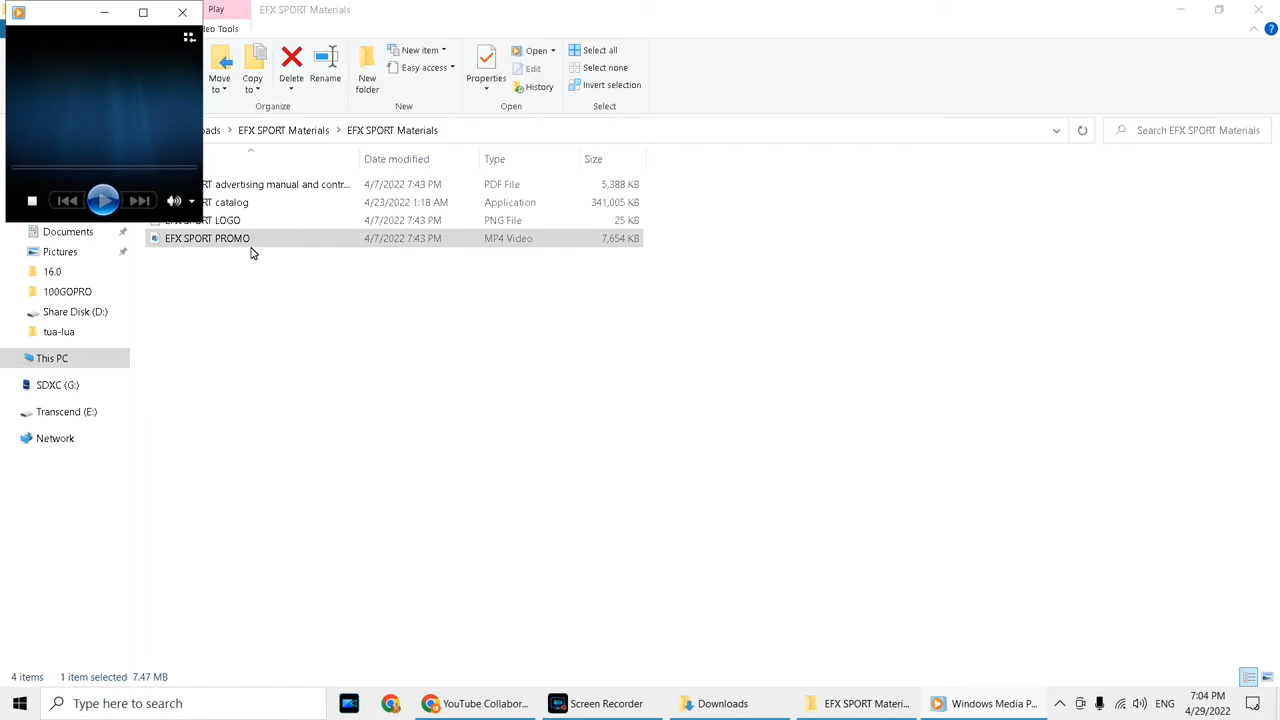 Play
EFX SPORT Materials
Video Tools
Move to
Copy to
Delete
Rename
New folder
New item
Easy access
Properties
Open
Edit
History
Select all
Select none
Invert selection
Organize
New
Open
Select
EFX SPORT Materials
EFX SPORT Materials
Search EFX SPORT Materials
Date modified
Type
Size
advertising manual and contr...
4/7/2022 7:43 PM
PDF File
5,388 KB
catalog
4/23/2022 1:18 AM
Application
341,005 KB
EFX SPORT LOGO
4/7/2022 7:43 PM
PNG File
25 KB
EFX SPORT PROMO
4/7/2022 7:43 PM
MP4 Video
7,654 KB
Documents
Pictures
16.0
100GOPRO
Share Disk (D:)
tua-lua
This PC
SDXC (G:)
Transcend (E:)
Network
4 items
1 item selected 7.47 MB
Type here to search
YouTube Collabor...
Screen Recorder
Downloads
EFX SPORT Materi...
Windows Media P...
ENG
7:04 PM
4/29/2022